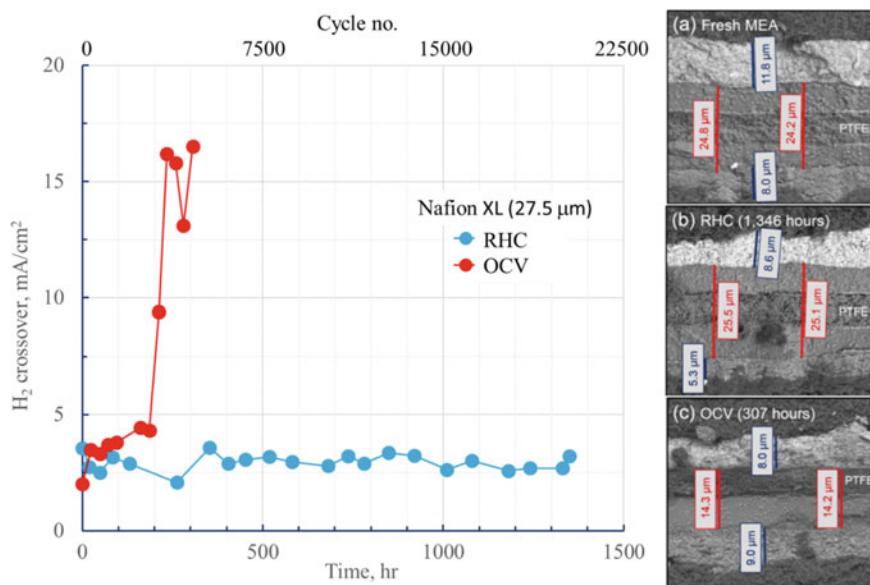 Cycle no.
0 7500 15000 22500
20
15
10
5
0
H₂ crossover, mA/cm²
Nafion XL (27.5 μm)
RHC
OCV
0 500 1000 1500
Time, hr
(a) Fresh MEA
11.8 μm
24.8 μm
24.2 μm
PTFE
8.0 μm
(b) RHC (1,346 hours)
8.6 μm
25.5 μm
25.1 μm
PTFE
5.3 μm
(c) OCV (307 hours)
8.0 μm
PTFE
14.3 μm
14.2 μm
9.0 μm